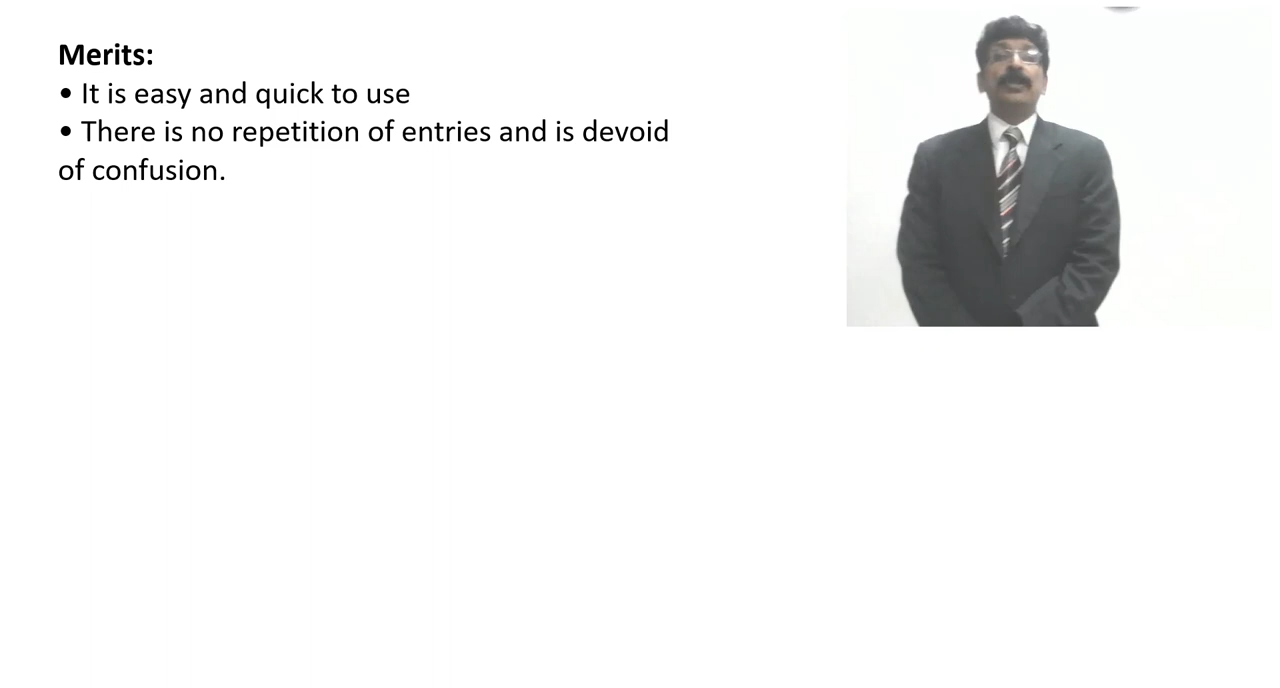 Merits:
• It is easy and quick to use
• There is no repetition of entries and is devoid
of confusion.